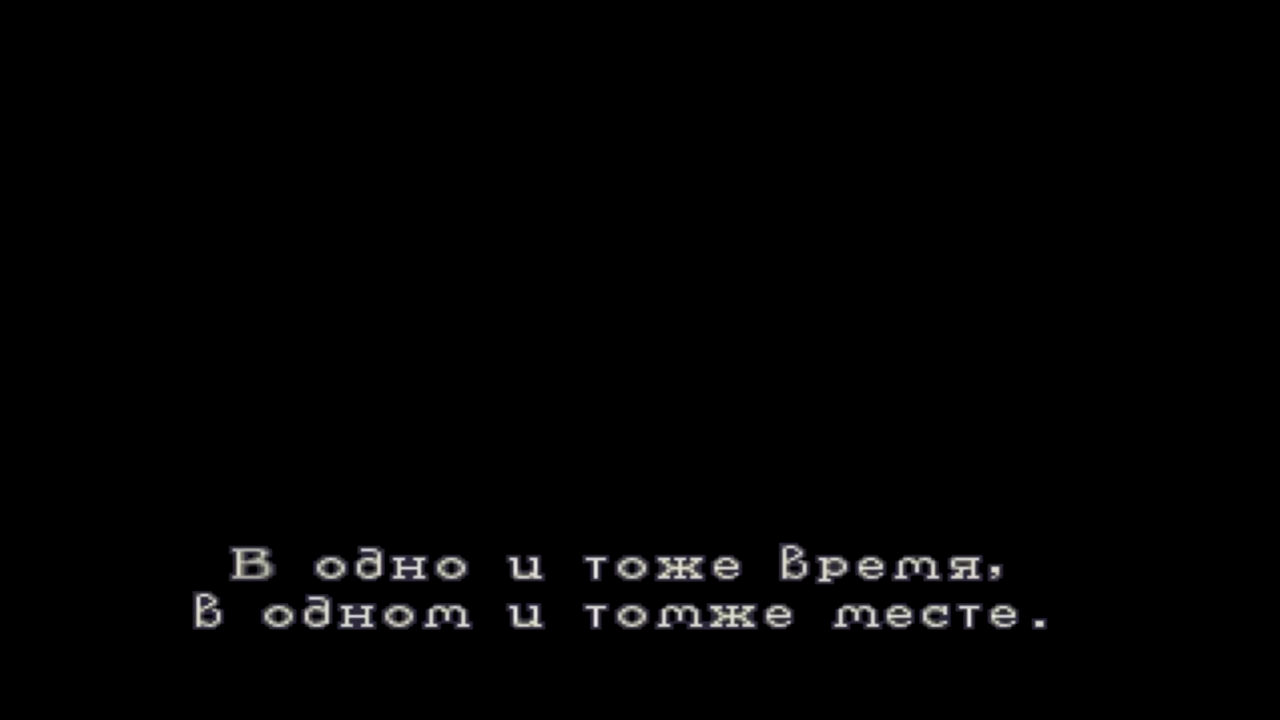 В одно и тоже время,
в одном и томже месте.